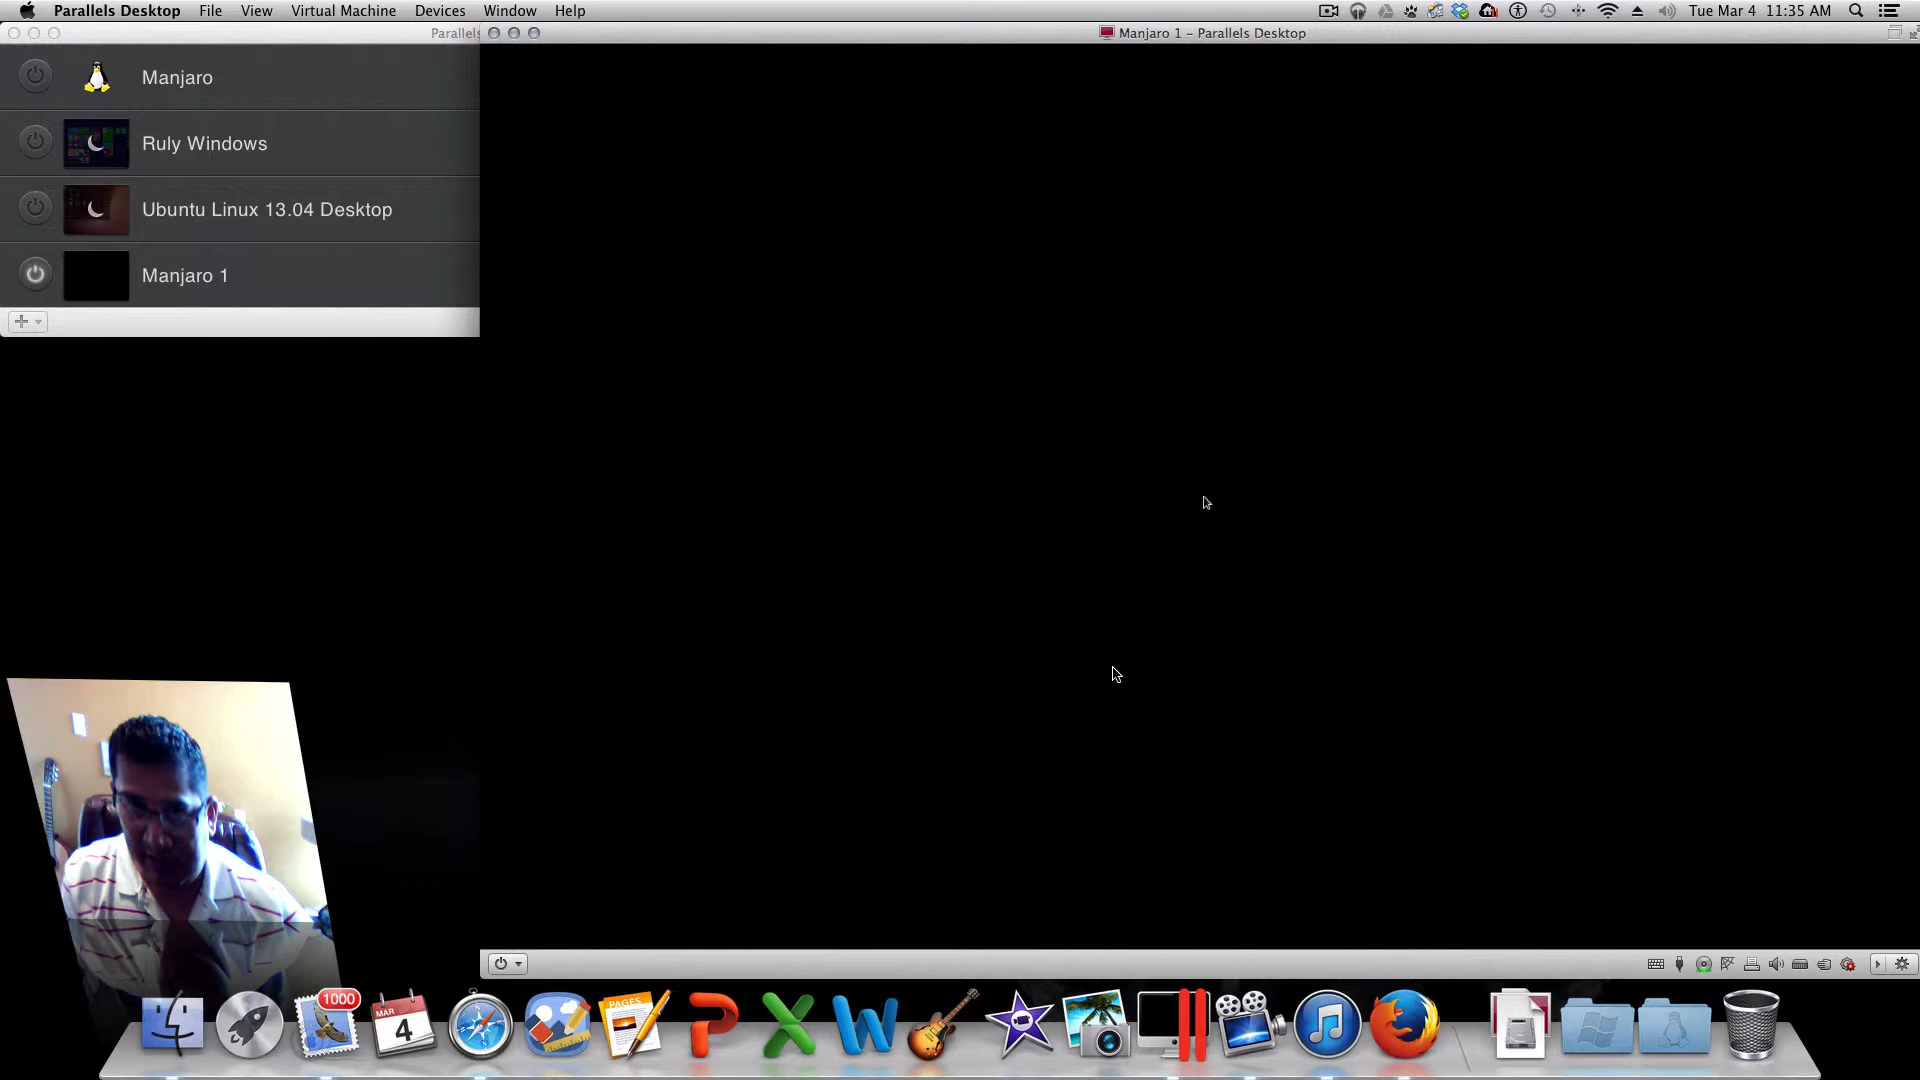 Parallels Desktop File View Virtual Machine Devices Window Help Tue Mar 4 11:35 AM
Parallels
Manjaro 1 - Parallels Desktop
Manjaro
Ruly Windows
Ubuntu Linux 13.04 Desktop
Manjaro 1
1000
MAR
4
PAGES
P X W